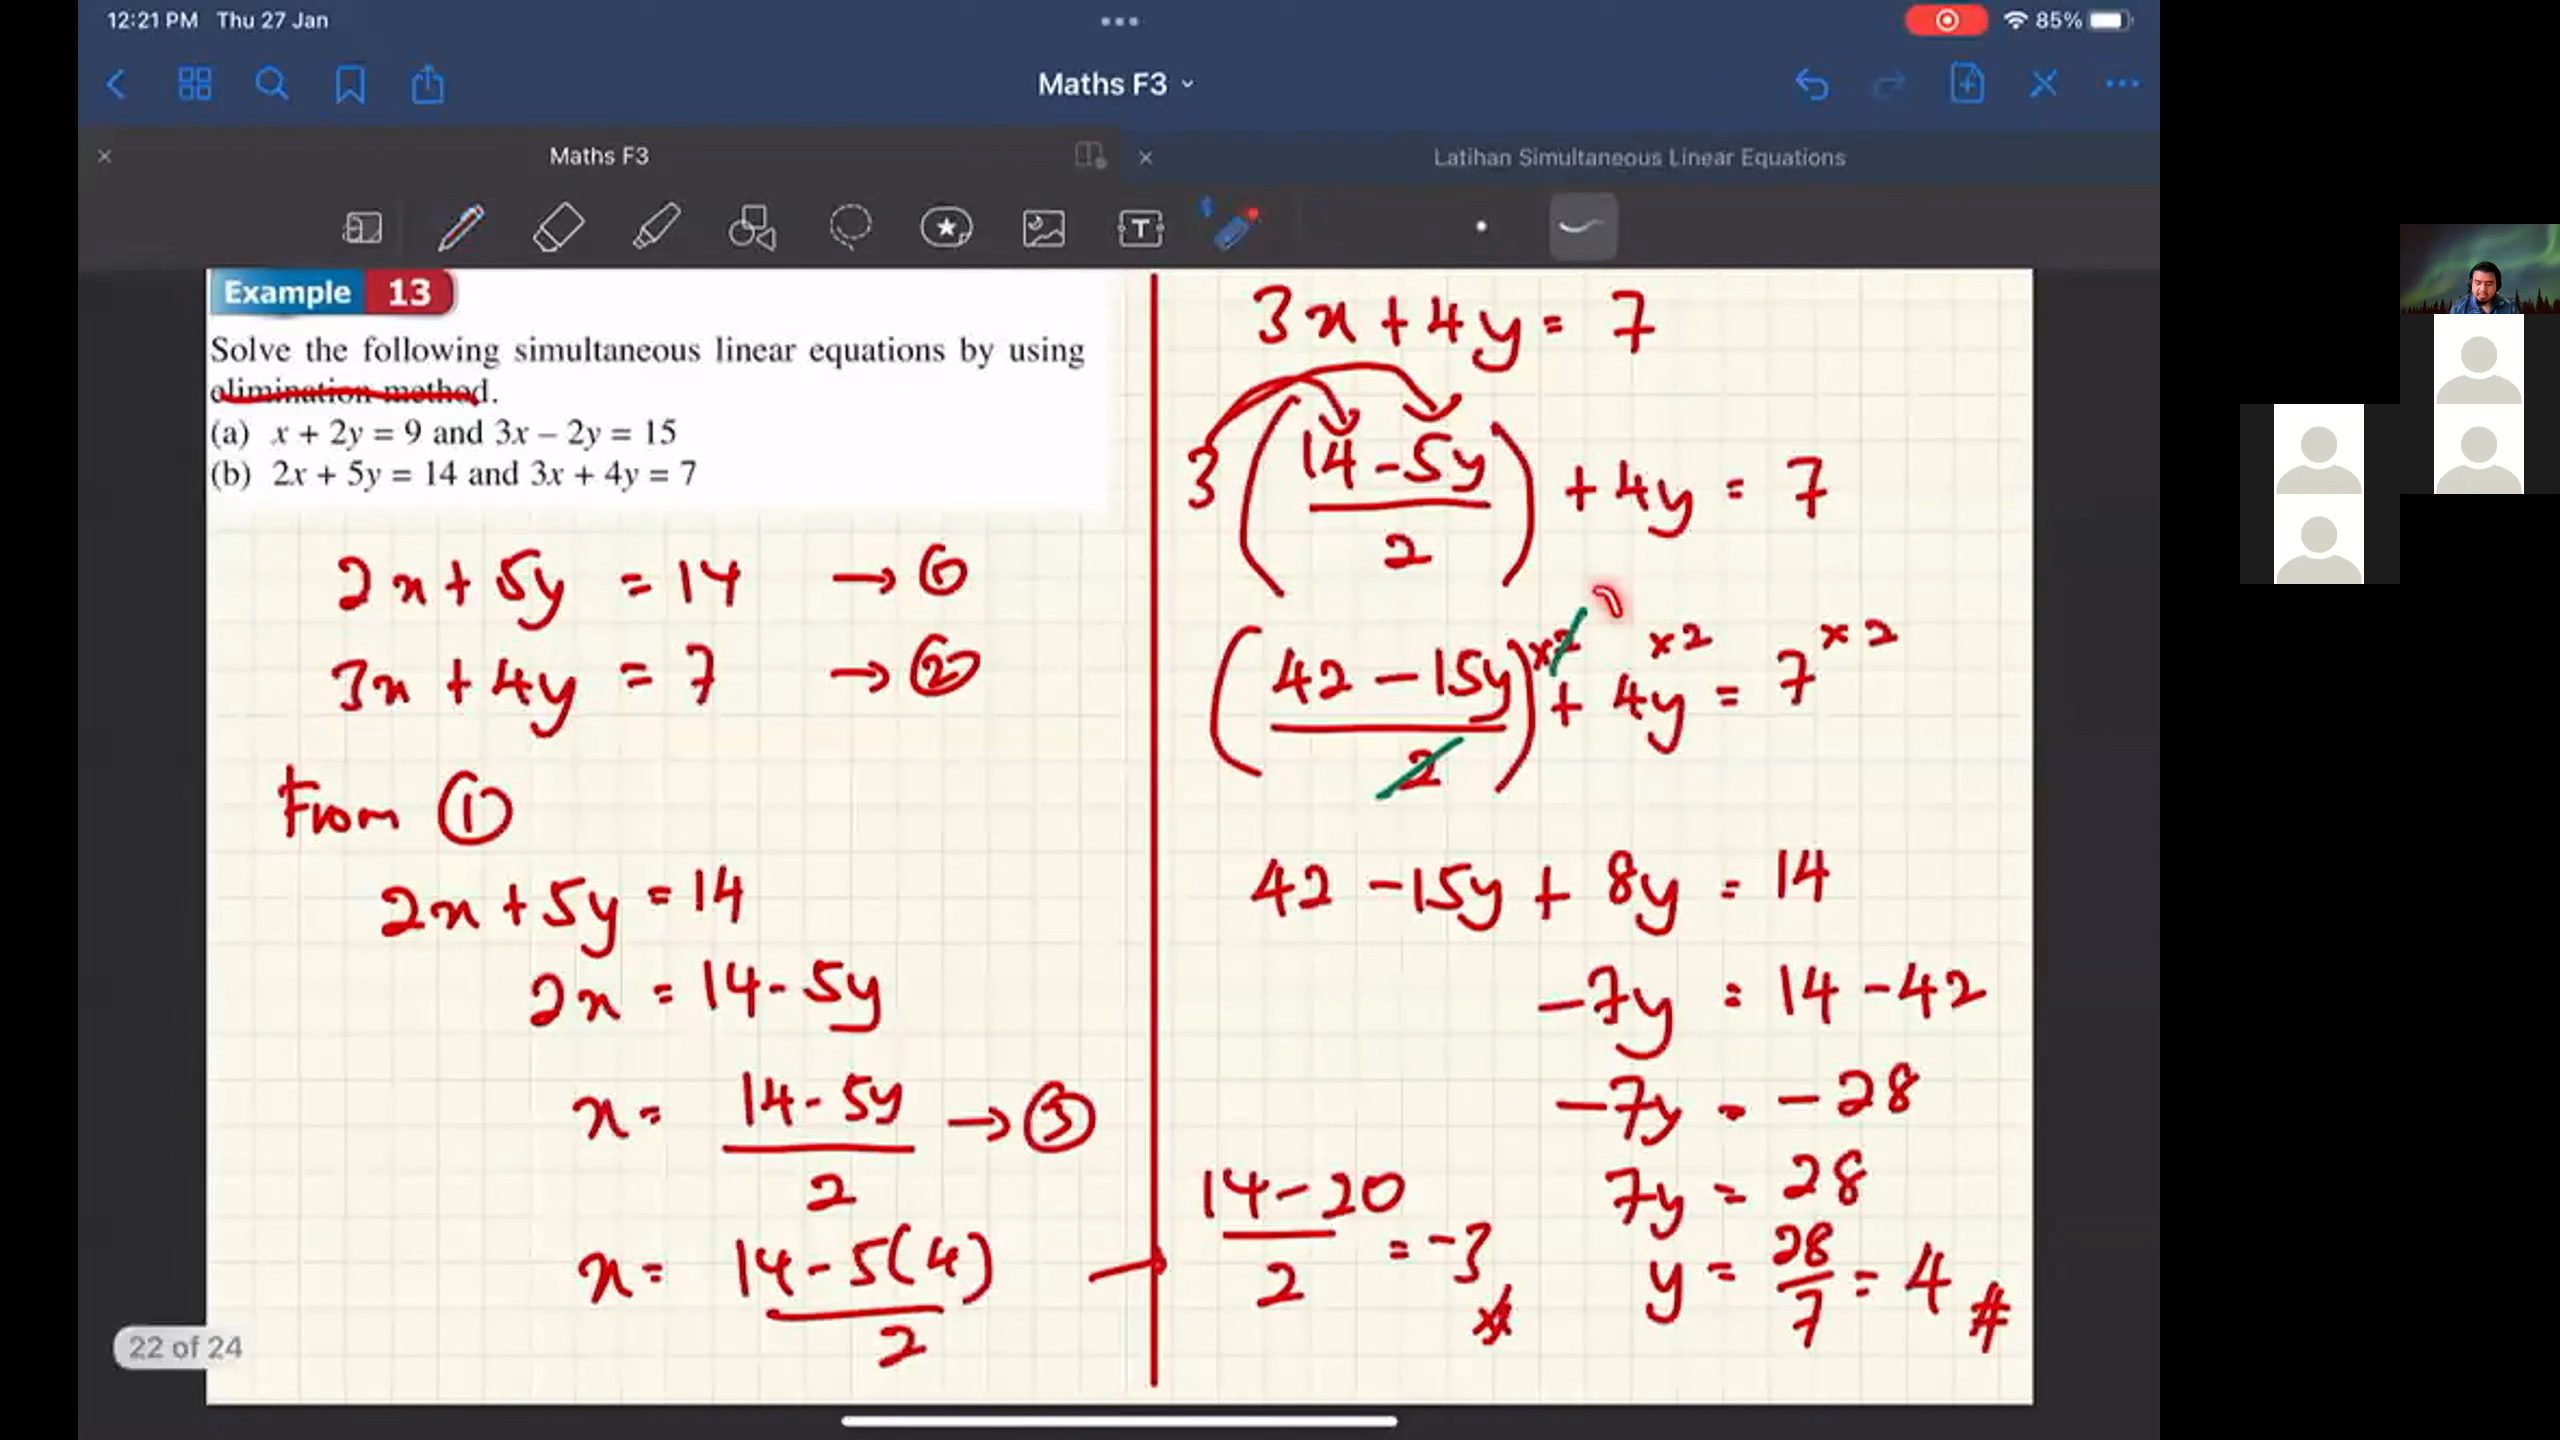 12:21 PM Thu 27 Jan
85%
Maths F3
Maths F3
Latihan Simultaneous Linear Equations
Example 13
Solve the following simultaneous linear equations by using
elimination method.
(a) x + 2y = 9 and 3x – 2y = 15
(b) 2x + 5y = 14 and 3x + 4y = 7
2x + 5y = 14 → ①
3x + 4y = 7 → ②
From ①
2x + 5y = 14
2x = 14 - 5y
x = 14 - 5y → ③
2
x = 14 - 5(4) →
2
3x + 4y = 7
3 ( 14 - 5y ) + 4y = 7
2
( 42 - 15y ) ×2 + 4y ×2 = 7 ×2
2
42 - 15y + 8y = 14
-7y = 14 - 42
-7y = -28
7y = 28
y = 28 = 4 #
7
14 - 20 = -3
2
22 of 24